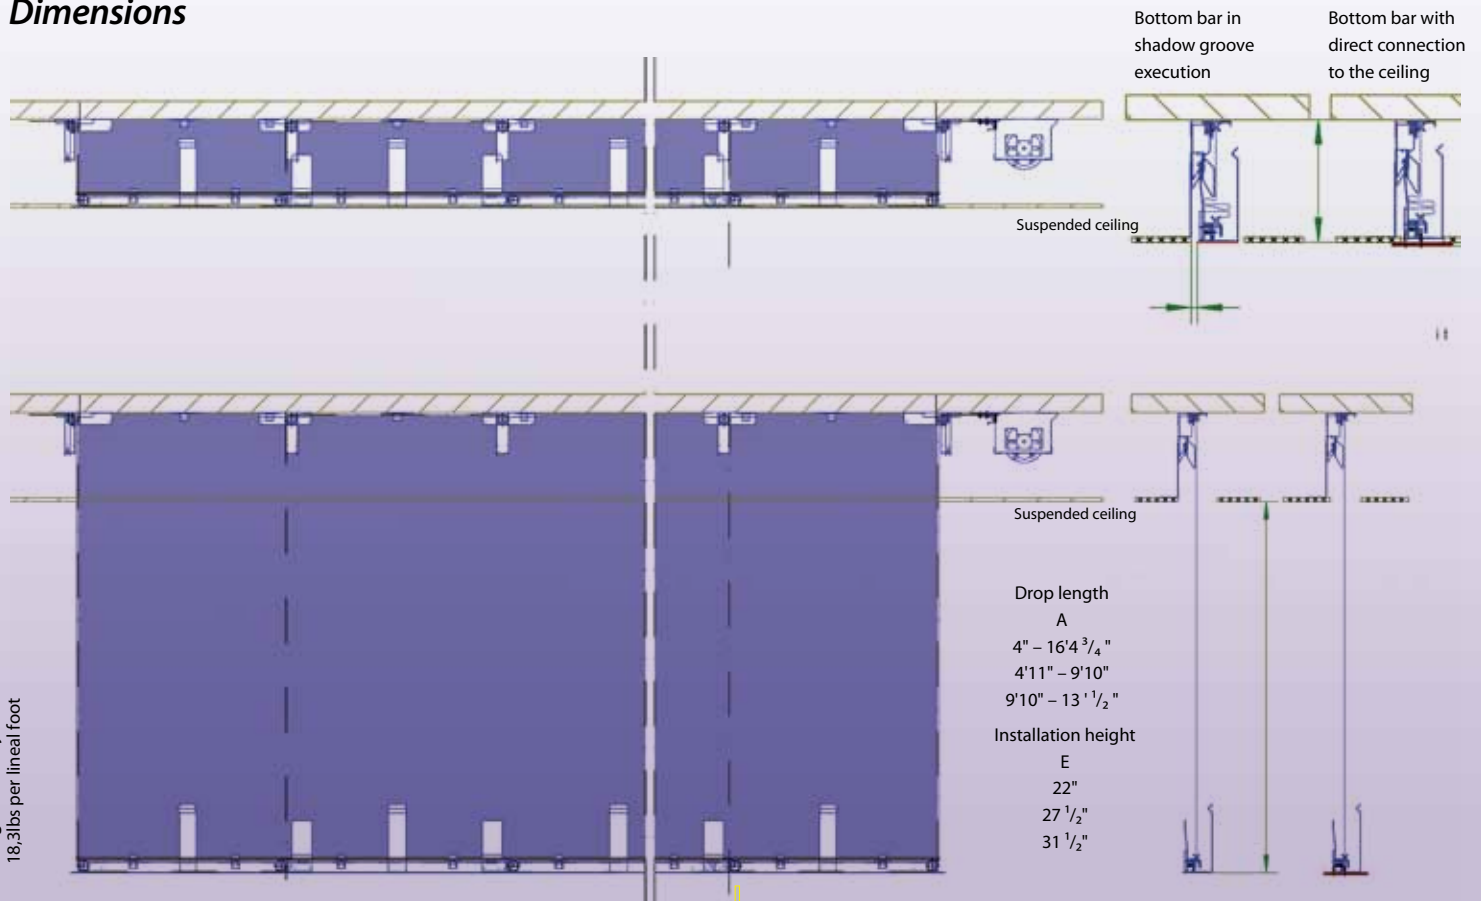 Dimensions
Bottom bar in
shadow groove
execution
Bottom bar with
direct connection
to the ceiling
Suspended ceiling
Suspended ceiling
Drop length
A
4" – 16'4 ³/₄ "
4'11" – 9'10"
9'10" – 13 ' ¹/₂ "
Installation height
E
22"
27 ¹/₂"
31 ¹/₂"
18,3lbs per lineal foot